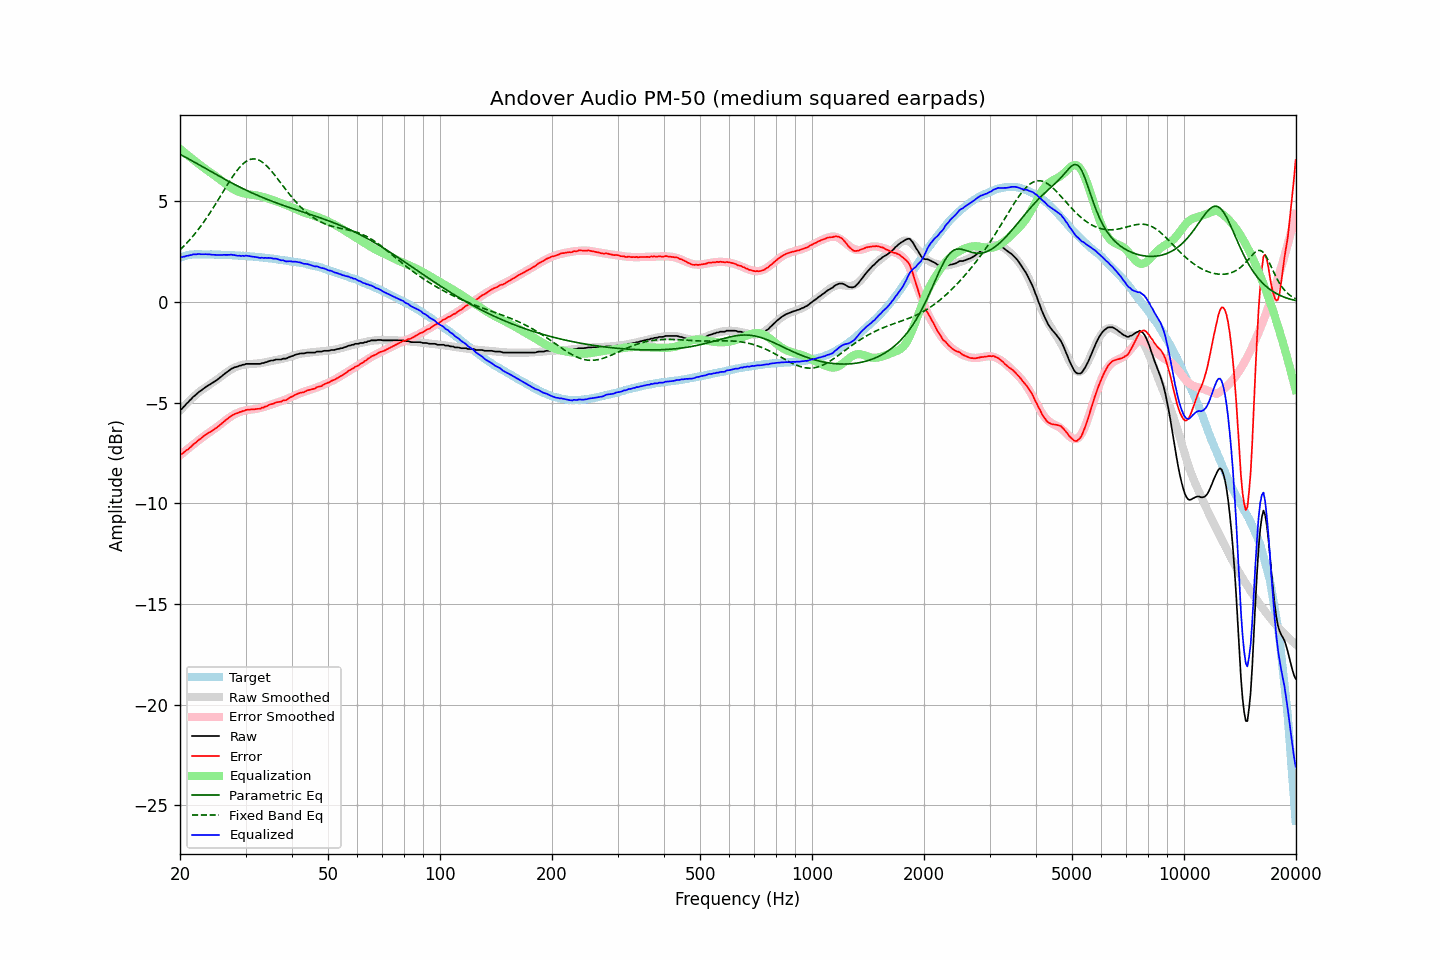 Andover Audio PM-50 (medium squared earpads)
Amplitude (dBr)
5
0
−5
−10
−15
−20
−25
Target
Raw Smoothed
Error Smoothed
Raw
Error
Equalization
Parametric Eq
Fixed Band Eq
Equalized
20 50 100 200 500 1000 2000 5000 10000 20000
Frequency (Hz)